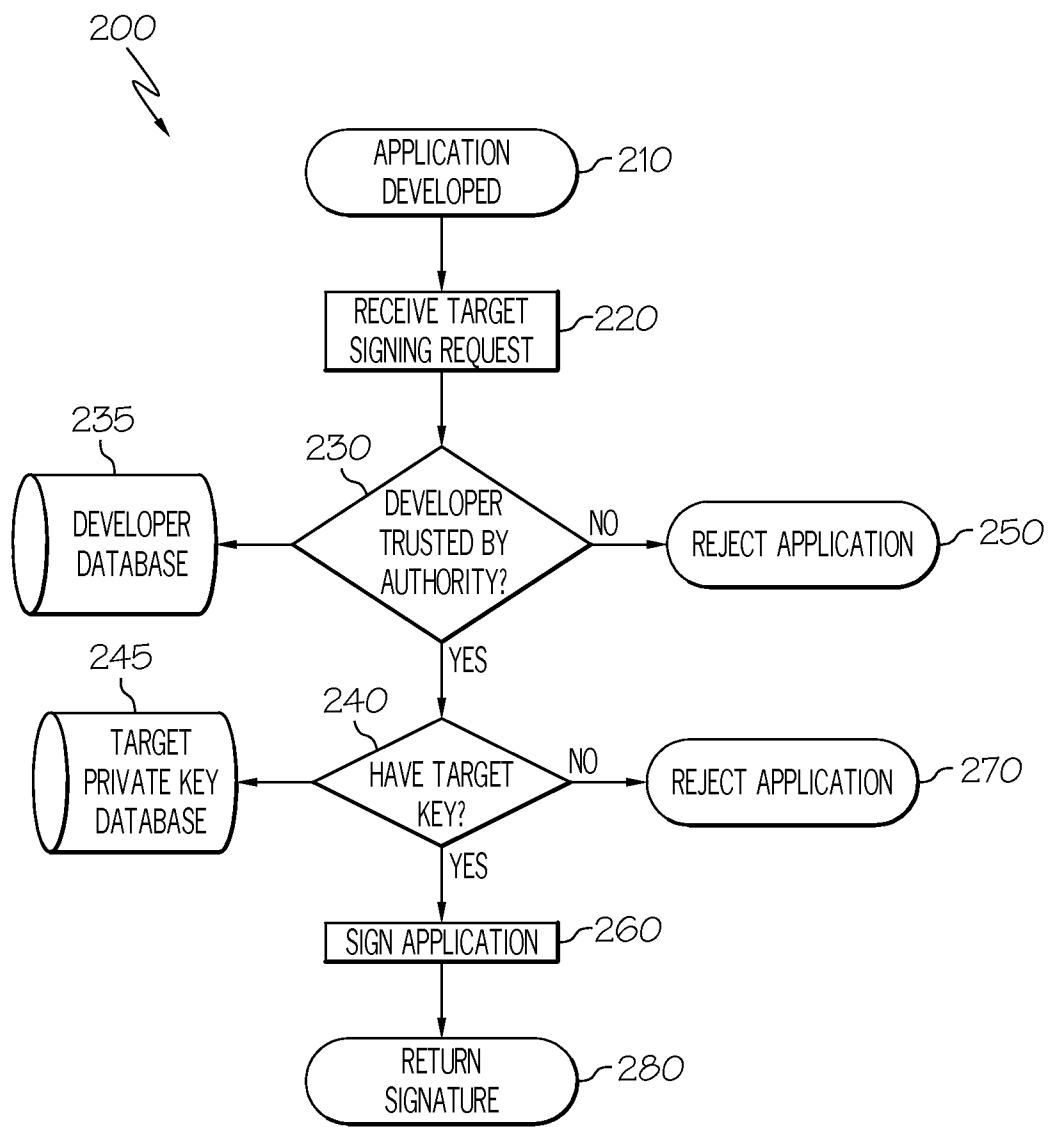 200
APPLICATION
DEVELOPED
210
RECEIVE TARGET
SIGNING REQUEST
220
235
230
DEVELOPER
DATABASE
DEVELOPER
TRUSTED BY
AUTHORITY?
NO
REJECT APPLICATION
250
YES
245
240
TARGET
PRIVATE KEY
DATABASE
HAVE TARGET
KEY?
NO
REJECT APPLICATION
270
YES
SIGN APPLICATION
260
RETURN
SIGNATURE
280